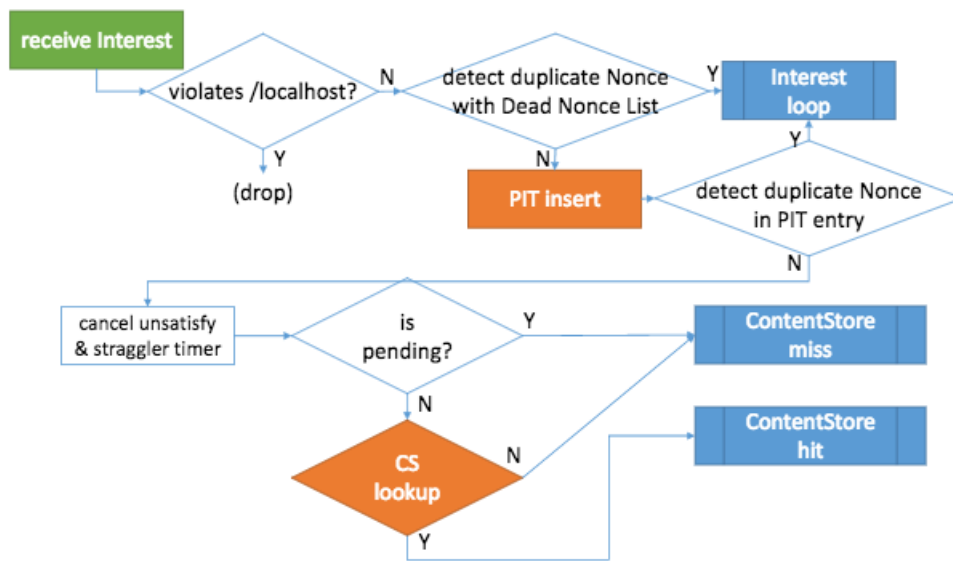 receive Interest
violates /localhost?
N
detect duplicate Nonce
with Dead Nonce List
Y
Interest
loop
Y
(drop)
N
PIT insert
Y
detect duplicate Nonce
in PIT entry
N
cancel unsatisfy
& straggler timer
is
pending?
Y
ContentStore
miss
N
CS
lookup
N
ContentStore
hit
Y